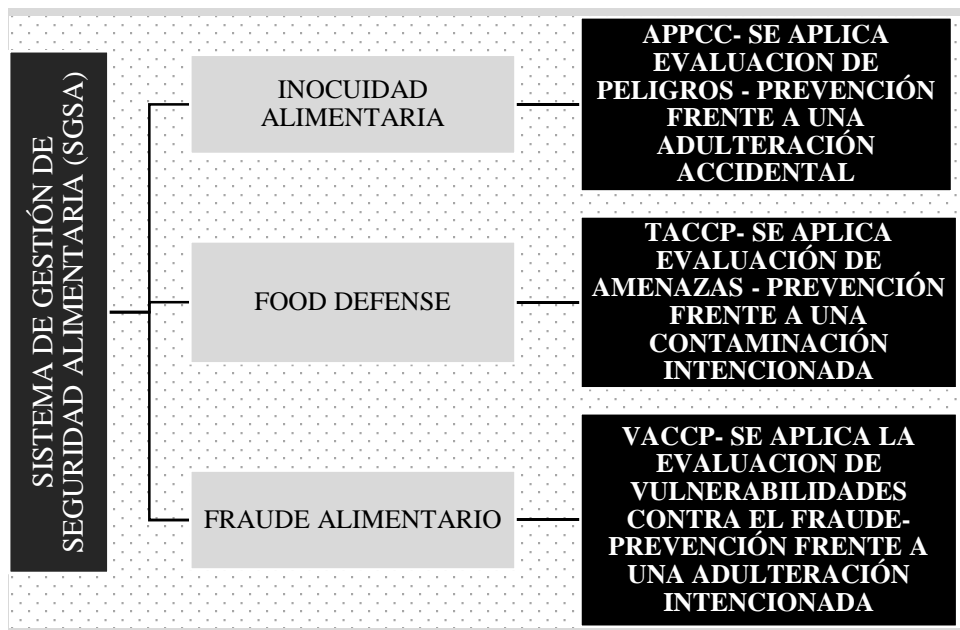 SISTEMA DE GESTIÓN DE
SEGURIDAD ALIMENTARIA (SGSA)
INOCUIDAD
ALIMENTARIA
APPCC- SE APLICA
EVALUACION DE
PELIGROS - PREVENCIÓN
FRENTE A UNA
ADULTERACIÓN
ACCIDENTAL
FOOD DEFENSE
TACCP- SE APLICA
EVALUACIÓN DE
AMENAZAS - PREVENCIÓN
FRENTE A UNA
CONTAMINACIÓN
INTENCIONADA
FRAUDE ALIMENTARIO
VACCP- SE APLICA LA
EVALUACION DE
VULNERABILIDADES
CONTRA EL FRAUDE-
PREVENCIÓN FRENTE A
UNA ADULTERACIÓN
INTENCIONADA